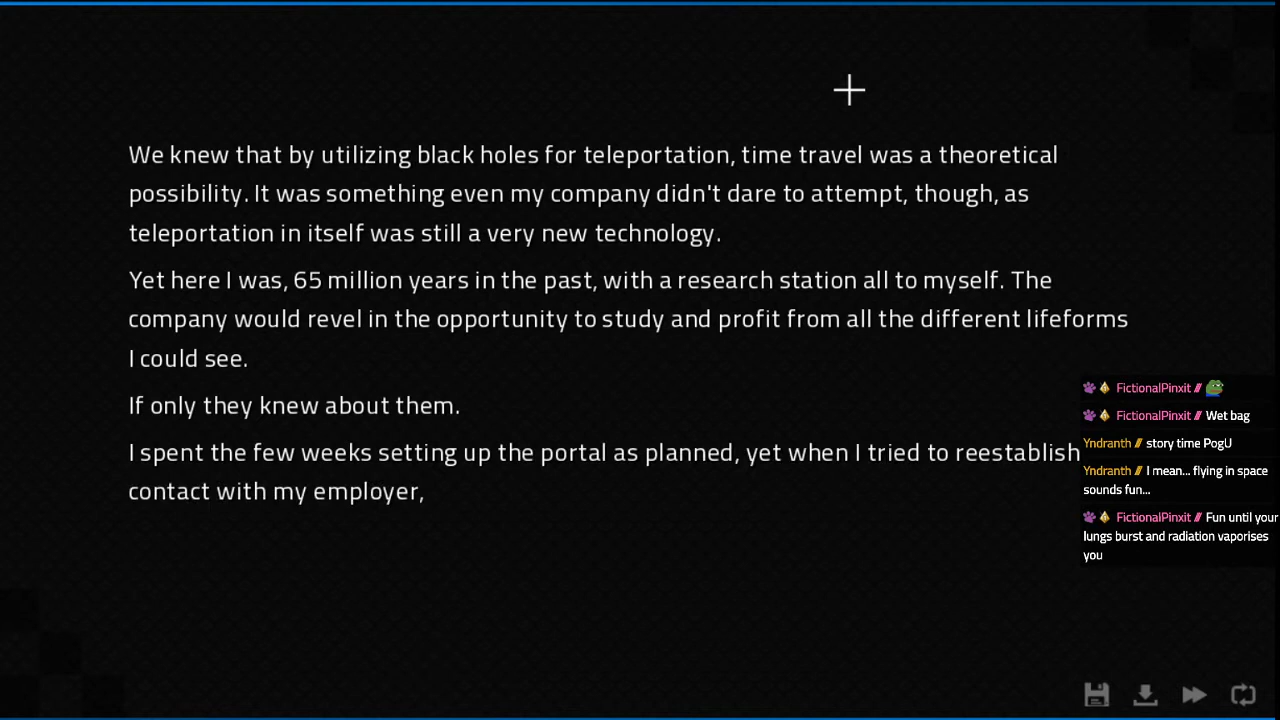 We knew that by utilizing black holes for teleportation, time travel was a theoretical
possibility. It was something even my company didn't dare to attempt, though, as
teleportation in itself was still a very new technology.
Yet here I was, 65 million years in the past, with a research station all to myself. The
company would revel in the opportunity to study and profit from all the different lifeforms
I could see.
If only they knew about them.
I spent the few weeks setting up the portal as planned, yet when I tried to reestablish
contact with my employer,
FictionalPinxit //
FictionalPinxit // Wet bag
Yndranth // story time PogU
Yndranth // I mean... flying in space
sounds fun...
FictionalPinxit // Fun until your
lungs burst and radiation vaporises
you